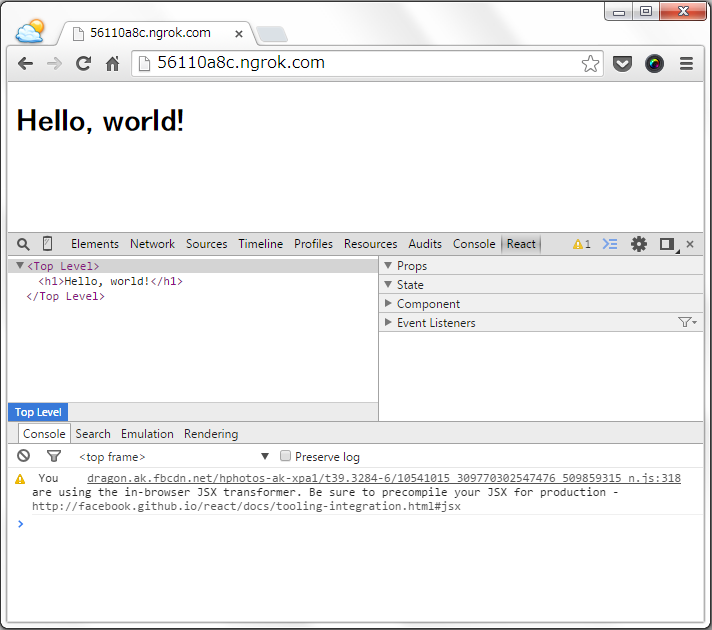 56110a8c.ngrok.com
56110a8c.ngrok.com
Hello, world!
Elements Network Sources Timeline Profiles Resources Audits Console React 1
<Top Level>
<h1>Hello, world!</h1>
</Top Level>
Top Level
Props
State
Component
Event Listeners
Console Search Emulation Rendering
<top frame> Preserve log
You dragon.ak.fbcdn.net/hphotos-ak-xpa1/t39.3284-6/10541015_309770302547476_509859315_n.js:318
are using the in-browser JSX transformer. Be sure to precompile your JSX for production -
http://facebook.github.io/react/docs/tooling-integration.html#jsx